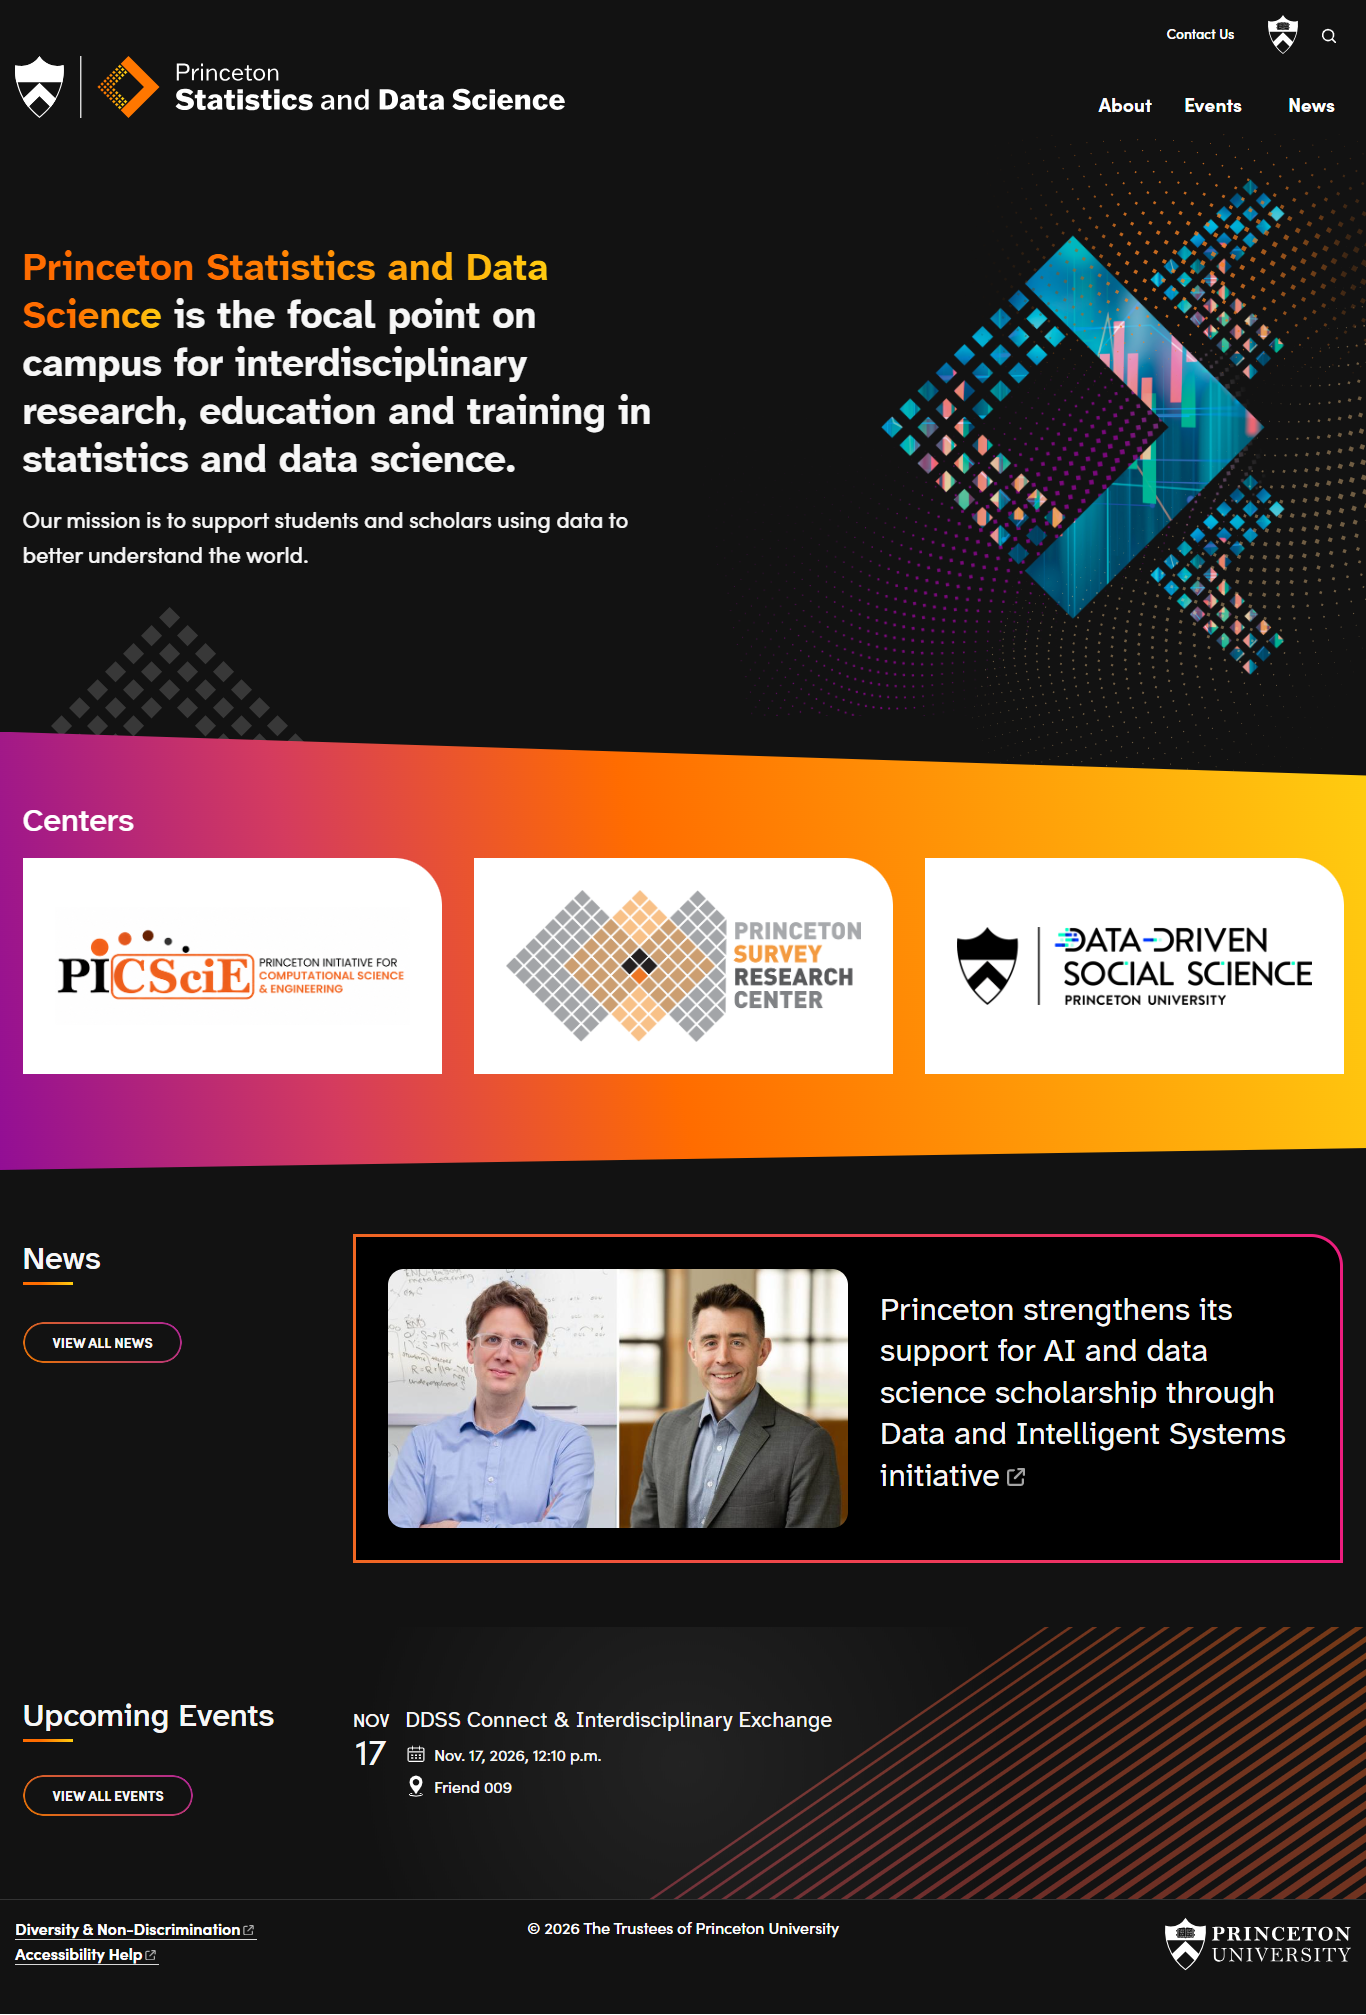 Contact Us
Princeton
Statistics and Data Science
About
Events
News
Princeton Statistics and Data
Science is the focal point on
campus for interdisciplinary
research, education and training in
statistics and data science.
Our mission is to support students and scholars using data to
better understand the world.
Centers
PICSciE
PRINCETON INITIATIVE FOR
COMPUTATIONAL SCIENCE
& ENGINEERING
PRINCETON
SURVEY
RESEARCH
CENTER
DATA-DRIVEN
SOCIAL SCIENCE
PRINCETON UNIVERSITY
News
VIEW ALL NEWS
Princeton strengthens its
support for AI and data
science scholarship through
Data and Intelligent Systems
initiative
Upcoming Events
VIEW ALL EVENTS
NOV
17
DDSS Connect & Interdisciplinary Exchange
Nov. 17, 2026, 12:10 p.m.
Friend 009
Diversity & Non-Discrimination
Accessibility Help
© 2026 The Trustees of Princeton University
PRINCETON
UNIVERSITY